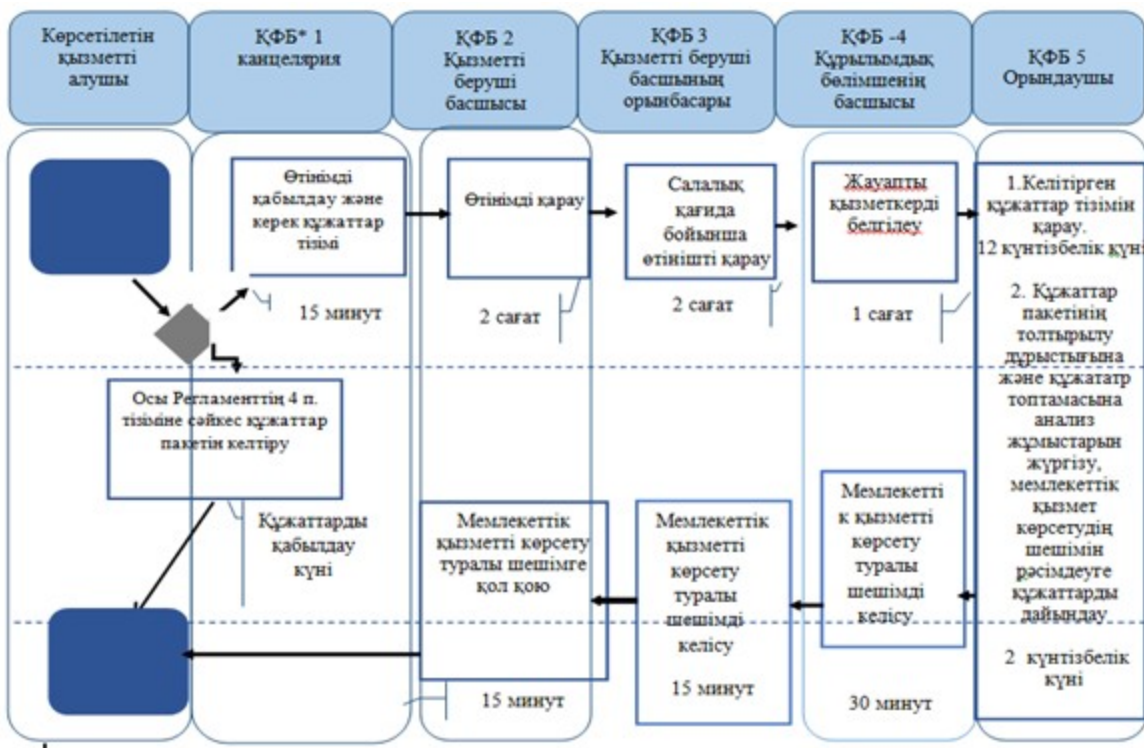 Көрсетілетін
қызметті
алушы
ҚФБ* 1
канцелярия
ҚФБ 2
Қызметті
беруші
басшысы
ҚФБ 3
Қызметті беруші
басшының
орынбасары
ҚФБ -4
Құрылымдық
бөлімшенің
басшысы
ҚФБ 5
Орындаушы
Өтінімді
қабылдау және
керек құжаттар
тізімі
15 минут
Өтінімді қарау
2 сағат
Салалық
қағида
бойынша
өтінішті қарау
2 сағат
Жауапты
қызметкерді
белгілеу
1 сағат
1.Келітірген
құжаттар тізімін
қарау.
12 күнтізбелік күні
2. Құжаттар
пакетінің
толтырылу
дұрыстығына
және құжататр
топтамасына
анализ
жұмыстарын
жүргізу,
мемлекеттік
қызмет
көрсетудің
шешімін
рәсімдеуге
құжаттарды
дайындау
2 күнтізбелік
күні
Осы Регламенттің 4 п.
тізіміне сәйкес құжаттар
пакетін келтіру
Құжаттарды
қабылдау
күні
Мемлекеттік
қызметті көрсету
туралы шешімге
қол қою
15 минут
Мемлекеттік
қызметті
көрсету
туралы
шешімді
келісу
15 минут
Мемлекетті
к қызметті
көрсету
туралы
шешімді
келісу
30 минут